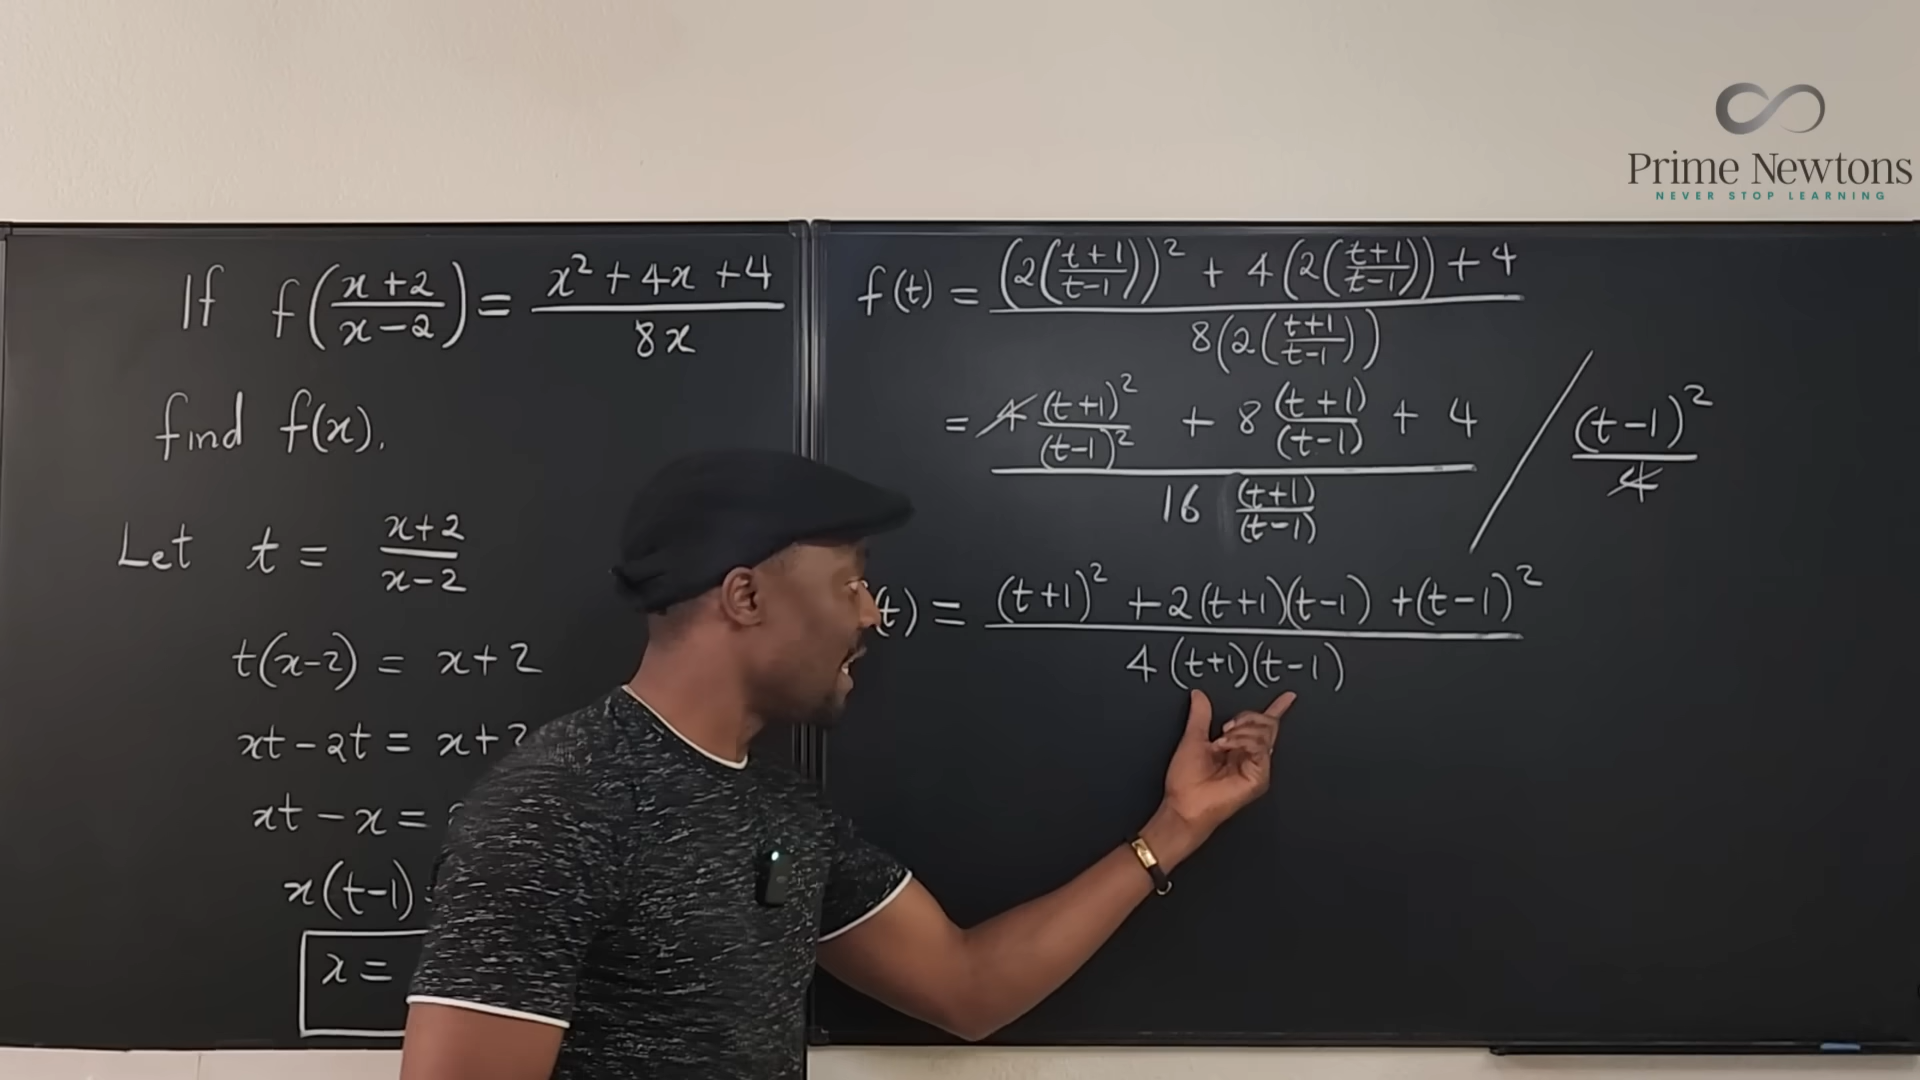 Prime Newtons
NEVER STOP LEARNING
If f((x+2)/(x-2)) = (x² + 4x + 4)/(8x)
find f(x).
Let t = (x+2)/(x-2)
t(x-2) = x+2
xt - 2t = x+2
xt - x =
x(t-1)
x =
f(t) = ((2((t+1)/(t-1)))² + 4(2((t+1)/(t-1))) + 4)/(8(2((t+1)/(t-1))))
= (4 (t+1)²/(t-1)² + 8 (t+1)/(t-1) + 4)/(16 (t+1)/(t-1)) / (t-1)²/4
(t) = ((t+1)² + 2(t+1)(t-1) + (t-1)²)/(4(t+1)(t-1))